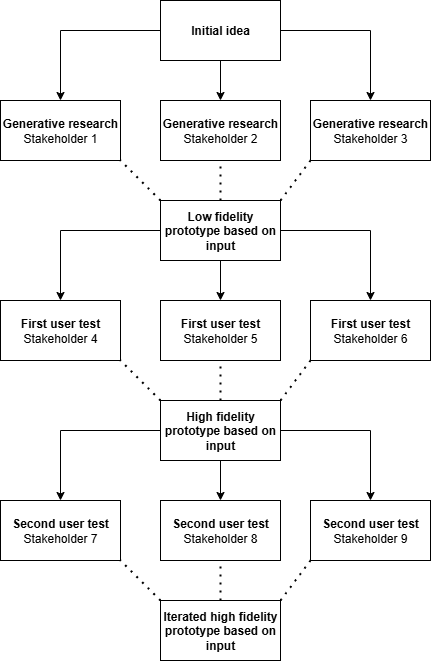 Initial idea
Generative research
Stakeholder 1
Generative research
Stakeholder 2
Generative research
Stakeholder 3
Low fidelity
prototype based on
input
First user test
Stakeholder 4
First user test
Stakeholder 5
First user test
Stakeholder 6
High fidelity
prototype based on
input
Second user test
Stakeholder 7
Second user test
Stakeholder 8
Second user test
Stakeholder 9
Iterated high fidelity
prototype based on
input